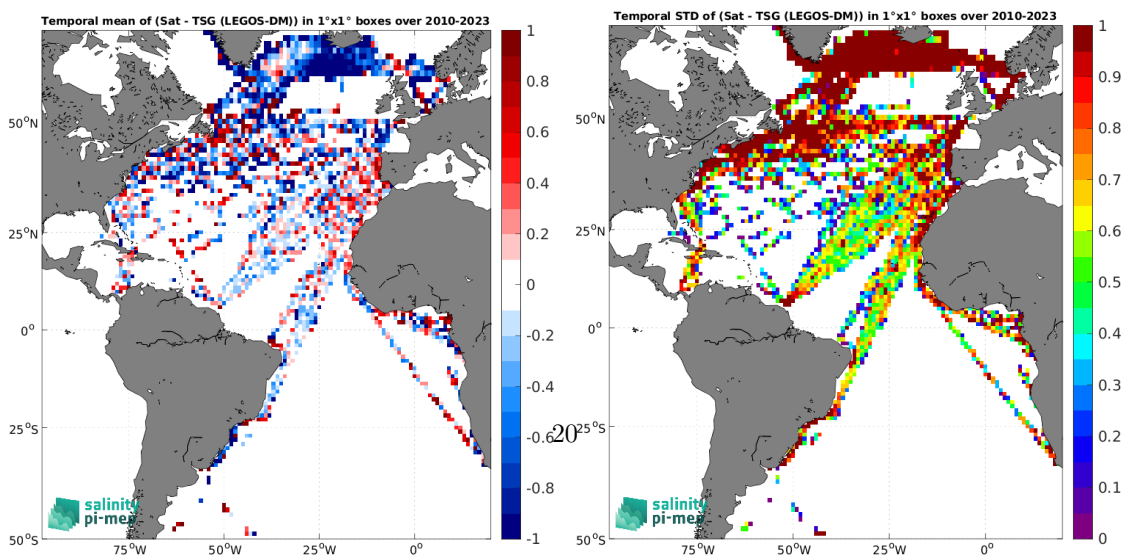 Temporal mean of (Sat - TSG (LEGOS-DM)) in 1°x1° boxes over 2010-2023
50°N
25°N
0°
25°S
50°S
75°W
50°W
25°W
0°
1
0.8
0.6
0.4
0.2
0
-0.2
-0.4
-0.6
-0.8
-1
salinity
pi-mep
20
Temporal STD of (Sat - TSG (LEGOS-DM)) in 1°x1° boxes over 2010-2023
50°N
25°N
0°
25°S
50°S
75°W
50°W
25°W
0°
1
0.9
0.8
0.7
0.6
0.5
0.4
0.3
0.2
0.1
0
salinity
pi-mep